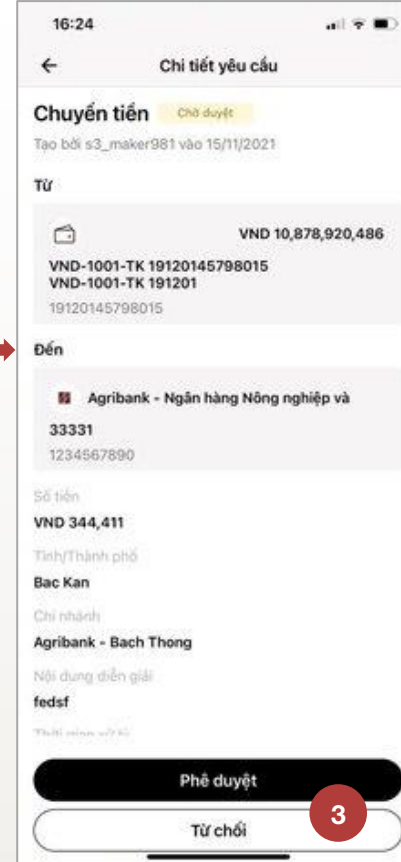 16:24
Chi tiết yêu cầu
Chuyển tiền Chờ duyệt
Tạo bởi s3_maker981 vào 15/11/2021
Từ
VND 10,878,920,486
VND-1001-TK 19120145798015
VND-1001-TK 191201
19120145798015
Đến
Agribank - Ngân hàng Nông nghiệp và
33331
1234567890
Số tiền
VND 344,411
Tỉnh/Thành phố
Bac Kan
Chi nhánh
Agribank - Bach Thong
Nội dung diễn giải
fedsf
Phê duyệt
Từ chối
3